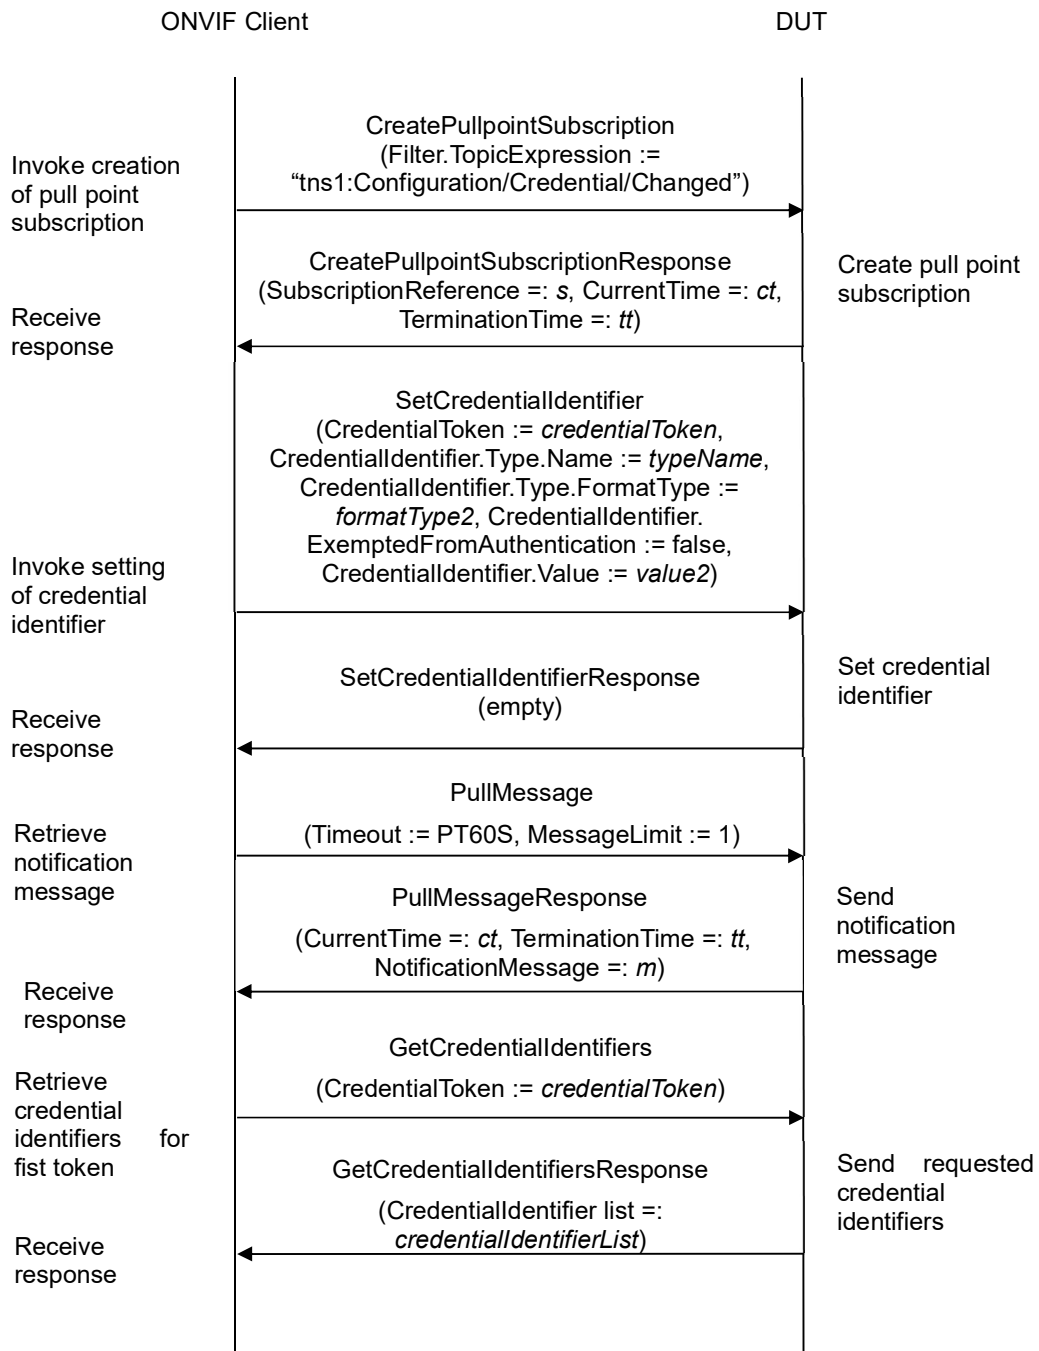 ONVIF Client
DUT
CreatePullpointSubscription
(Filter.TopicExpression :=
“tns1:Configuration/Credential/Changed”)
Invoke creation
of pull point
subscription
CreatePullpointSubscriptionResponse
(SubscriptionReference =: s, CurrentTime =: ct,
TerminationTime =: tt)
Create pull point
subscription
Receive
response
SetCredentialIdentifier
(CredentialToken := credentialToken,
CredentialIdentifier.Type.Name := typeName,
CredentialIdentifier.Type.FormatType :=
formatType2, CredentialIdentifier.
ExemptedFromAuthentication := false,
CredentialIdentifier.Value := value2)
Invoke setting
of credential
identifier
SetCredentialIdentifierResponse
(empty)
Set credential
identifier
Receive
response
PullMessage
(Timeout := PT60S, MessageLimit := 1)
Retrieve
notification
message
PullMessageResponse
(CurrentTime =: ct, TerminationTime =: tt,
NotificationMessage =: m)
Send
notification
message
Receive
response
GetCredentialIdentifiers
(CredentialToken := credentialToken)
Retrieve
credential
identifiers for
fist token
GetCredentialIdentifiersResponse
(CredentialIdentifier list =:
credentialIdentifierList)
Send requested
credential
identifiers
Receive
response